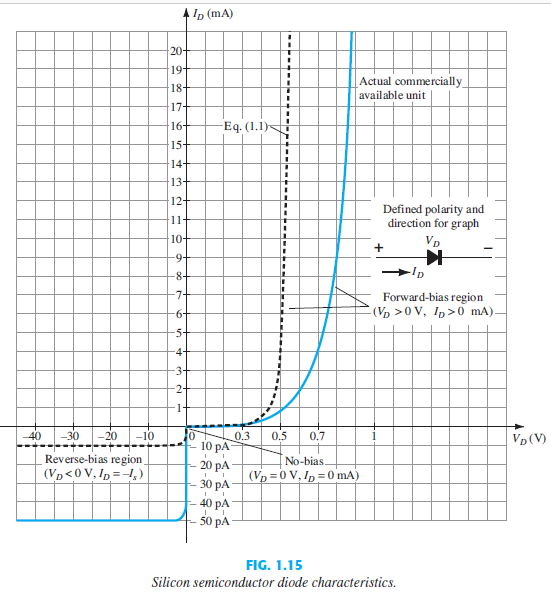 I_D (mA)
20
19
18
17
16
15
14
13
12
11
10
9
8
7
6
5
4
3
2
1
Actual commercially
available unit
Eq. (1.1)
Defined polarity and
direction for graph
V_D
+ –
I_D
Forward-bias region
(V_D > 0 V, I_D > 0 mA)
–40 –30 –20 –10 0 0.3 0.5 0.7 1
V_D (V)
– 10 pA
– 20 pA
– 30 pA
– 40 pA
– 50 pA
Reverse-bias region
(V_D < 0 V, I_D = –I_s)
No-bias
(V_D = 0 V, I_D = 0 mA)
FIG. 1.15
Silicon semiconductor diode characteristics.